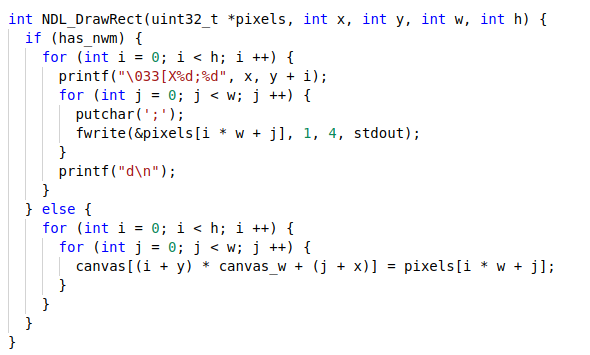 int NDL_DrawRect(uint32_t *pixels, int x, int y, int w, int h) {
  if (has_nwm) {
    for (int i = 0; i < h; i ++) {
      printf("\033[X%d;%d", x, y + i);
      for (int j = 0; j < w; j ++) {
        putchar(';');
        fwrite(&pixels[i * w + j], 1, 4, stdout);
      }
      printf("d\n");
    }
  } else {
    for (int i = 0; i < h; i ++) {
      for (int j = 0; j < w; j ++) {
        canvas[(i + y) * canvas_w + (j + x)] = pixels[i * w + j];
      }
    }
  }
}